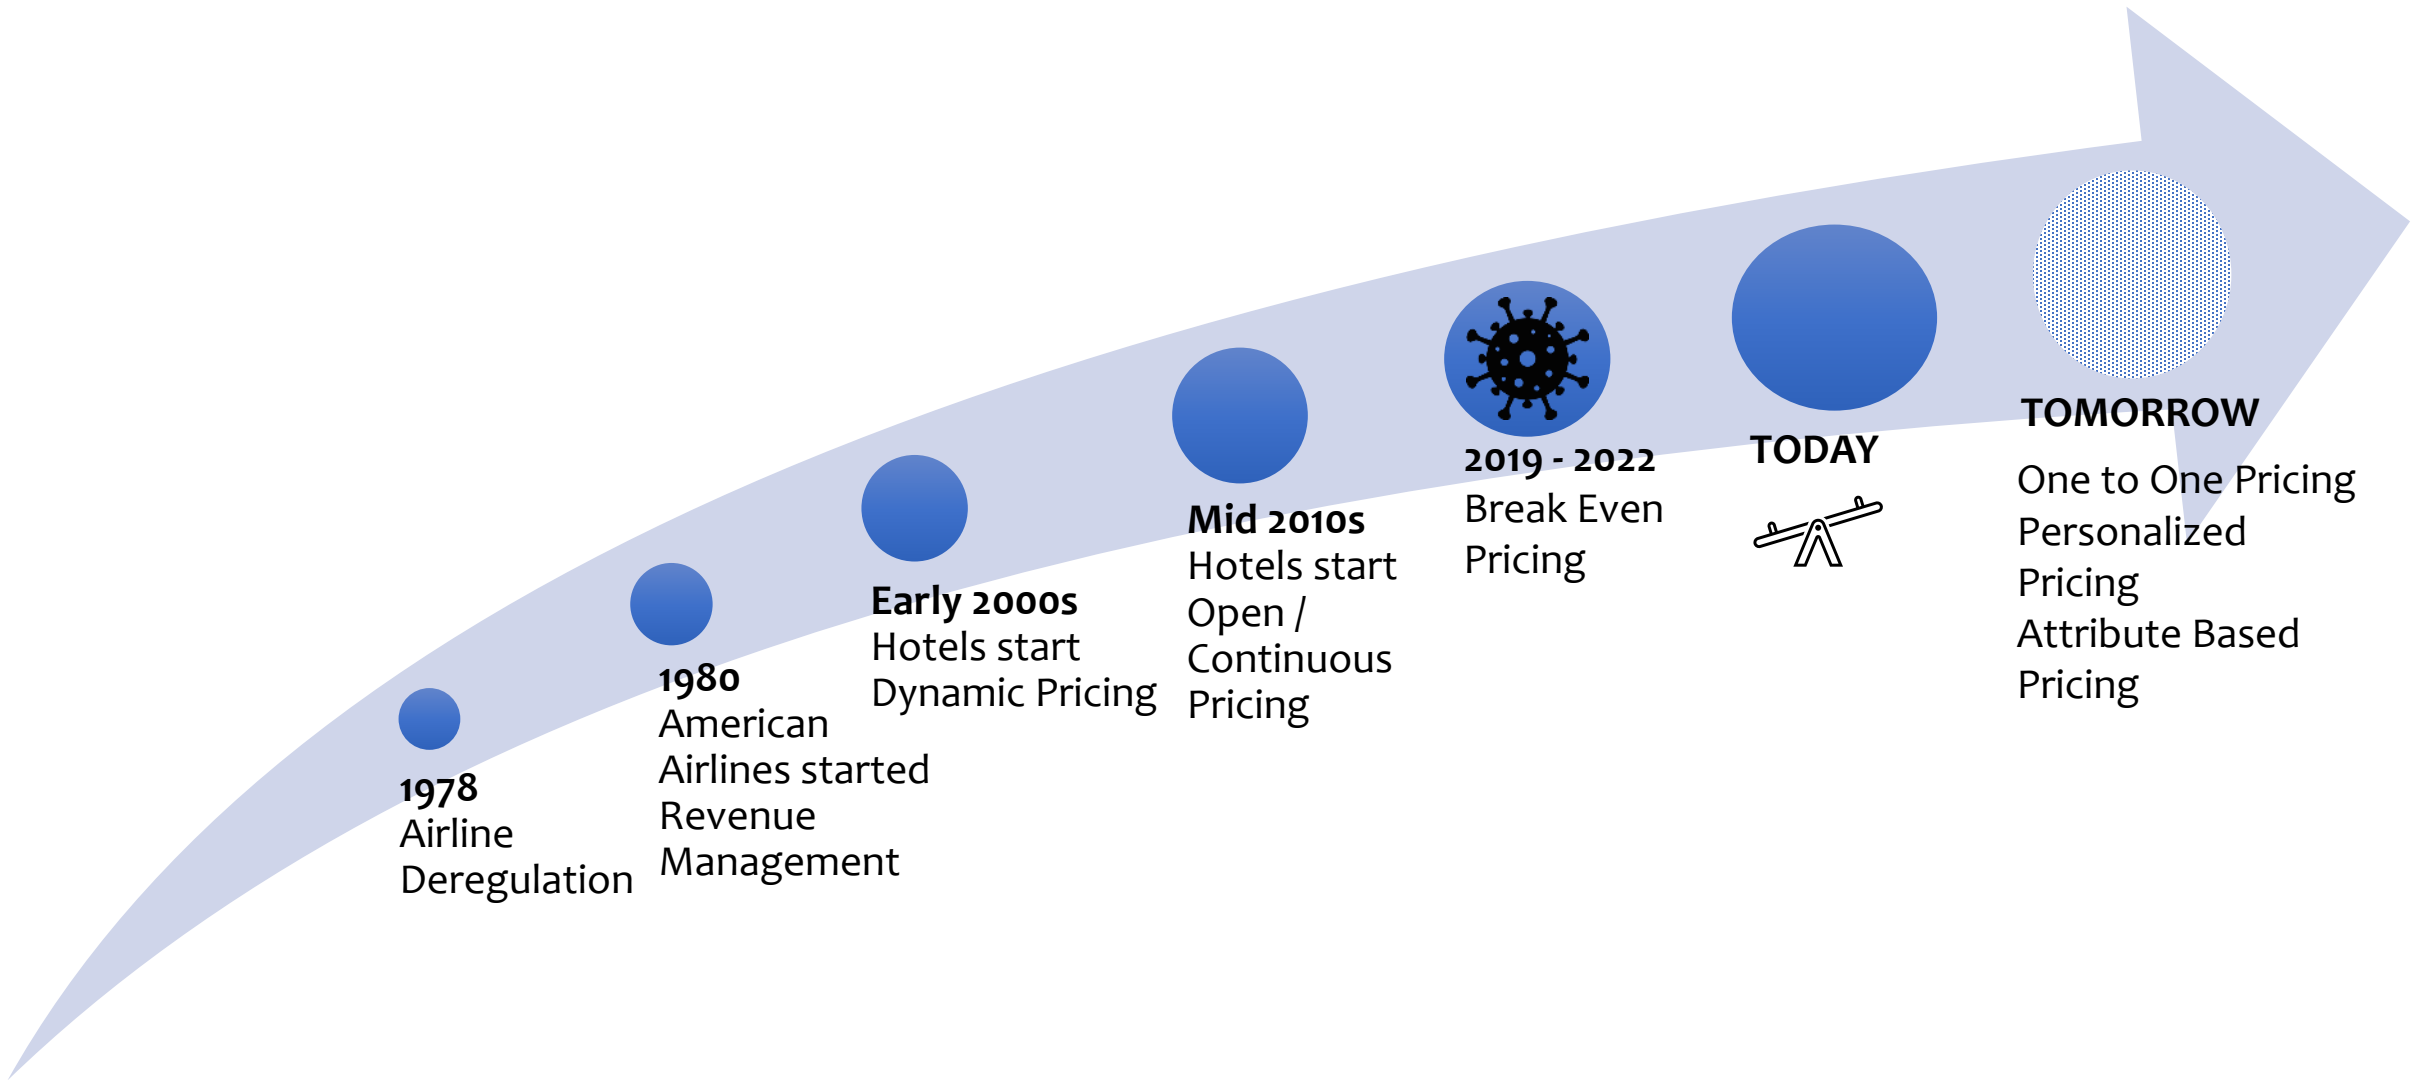 1978
Airline
Deregulation
1980
American
Airlines started
Revenue
Management
Early 2000s
Hotels start
Dynamic Pricing
Mid 2010s
Hotels start
Open /
Continuous
Pricing
2019 - 2022
Break Even
Pricing
TODAY
TOMORROW
One to One Pricing
Personalized
Pricing
Attribute Based
Pricing